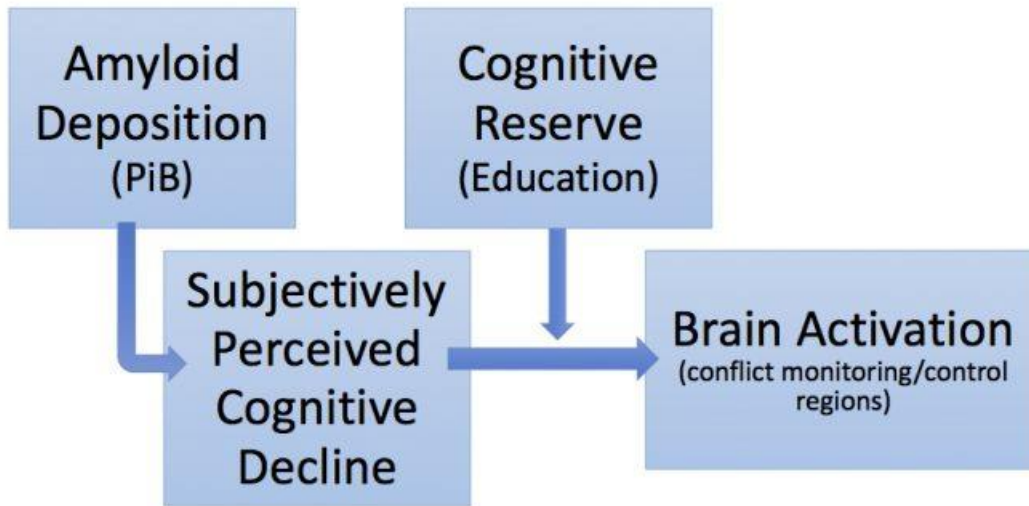 Amyloid
Deposition
(PiB)
Cognitive
Reserve
(Education)
Subjectively
Perceived
Cognitive
Decline
Brain Activation
(conflict monitoring/control
regions)